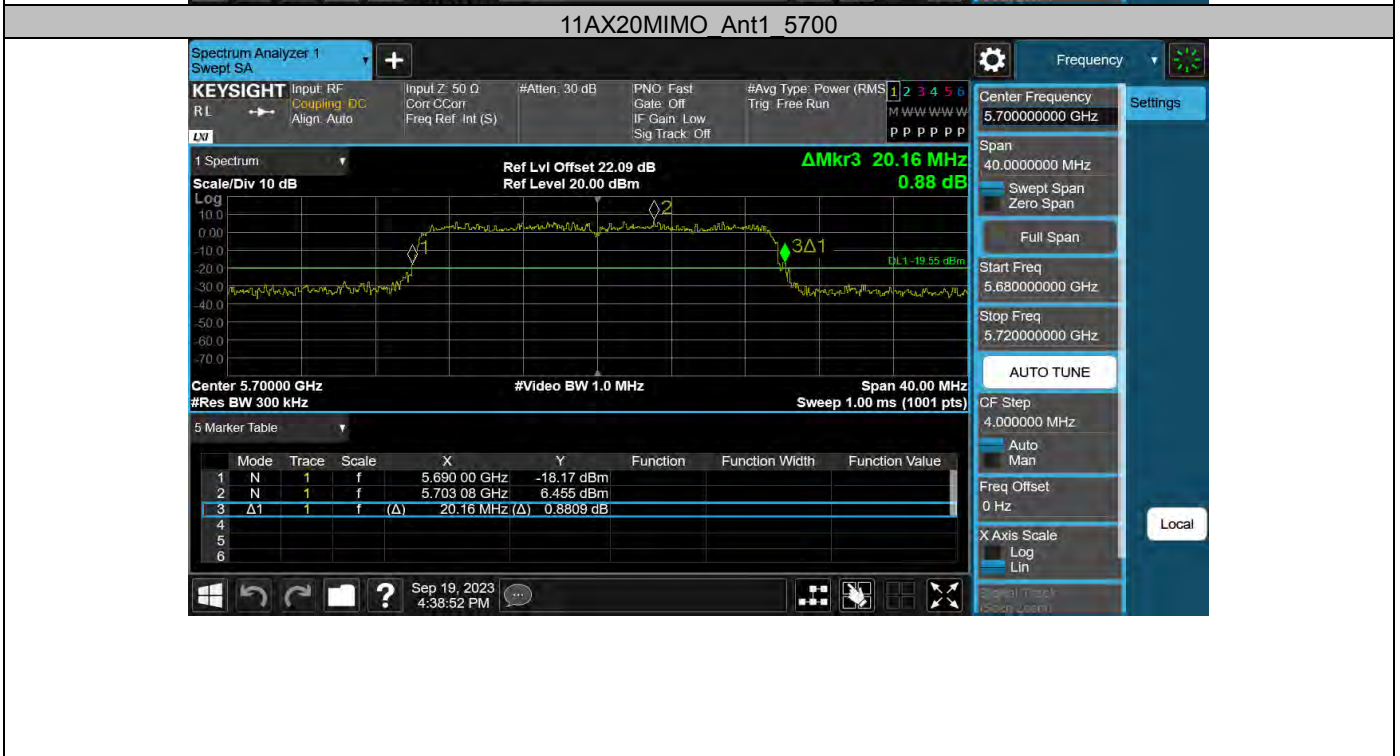 11AX20MIMO_Ant1_5700
Spectrum Analyzer 1
Swept SA
+
Frequency
KEYSIGHT
RL
LXI
Input: RF
Coupling: DC
Align: Auto
Input Z: 50 Ω
Corr CCorr
Freq Ref: Int (S)
#Atten: 30 dB
PNO: Fast
Gate: Off
IF Gain: Low
Sig Track: Off
#Avg Type: Power (RMS
Trig: Free Run
1 2 3 4 5 6
M W W W W W
P P P P P P
1 Spectrum
Scale/Div 10 dB
Ref Lvl Offset 22.09 dB
Ref Level 20.00 dBm
ΔMkr3 20.16 MHz
0.88 dB
Log
10.0
0.00
-10.0
-20.0
-30.0
-40.0
-50.0
-60.0
-70.0
1
2
3Δ1
DL1 -19.55 dBm
Center 5.70000 GHz
#Video BW 1.0 MHz
Span 40.00 MHz
#Res BW 300 kHz
Sweep 1.00 ms (1001 pts)
5 Marker Table
Mode Trace Scale X Y Function Function Width Function Value
1 N 1 f 5.690 00 GHz -18.17 dBm
2 N 1 f 5.703 08 GHz 6.455 dBm
3 Δ1 1 f (Δ) 20.16 MHz (Δ) 0.8809 dB
4
5
6
Sep 19, 2023
4:38:52 PM
?
Center Frequency
5.700000000 GHz
Settings
Span
40.0000000 MHz
Swept Span
Zero Span
Full Span
Start Freq
5.680000000 GHz
Stop Freq
5.720000000 GHz
AUTO TUNE
CF Step
4.000000 MHz
Auto
Man
Freq Offset
0 Hz
Local
X Axis Scale
Log
Lin
Signal Track
(Span Zoom)